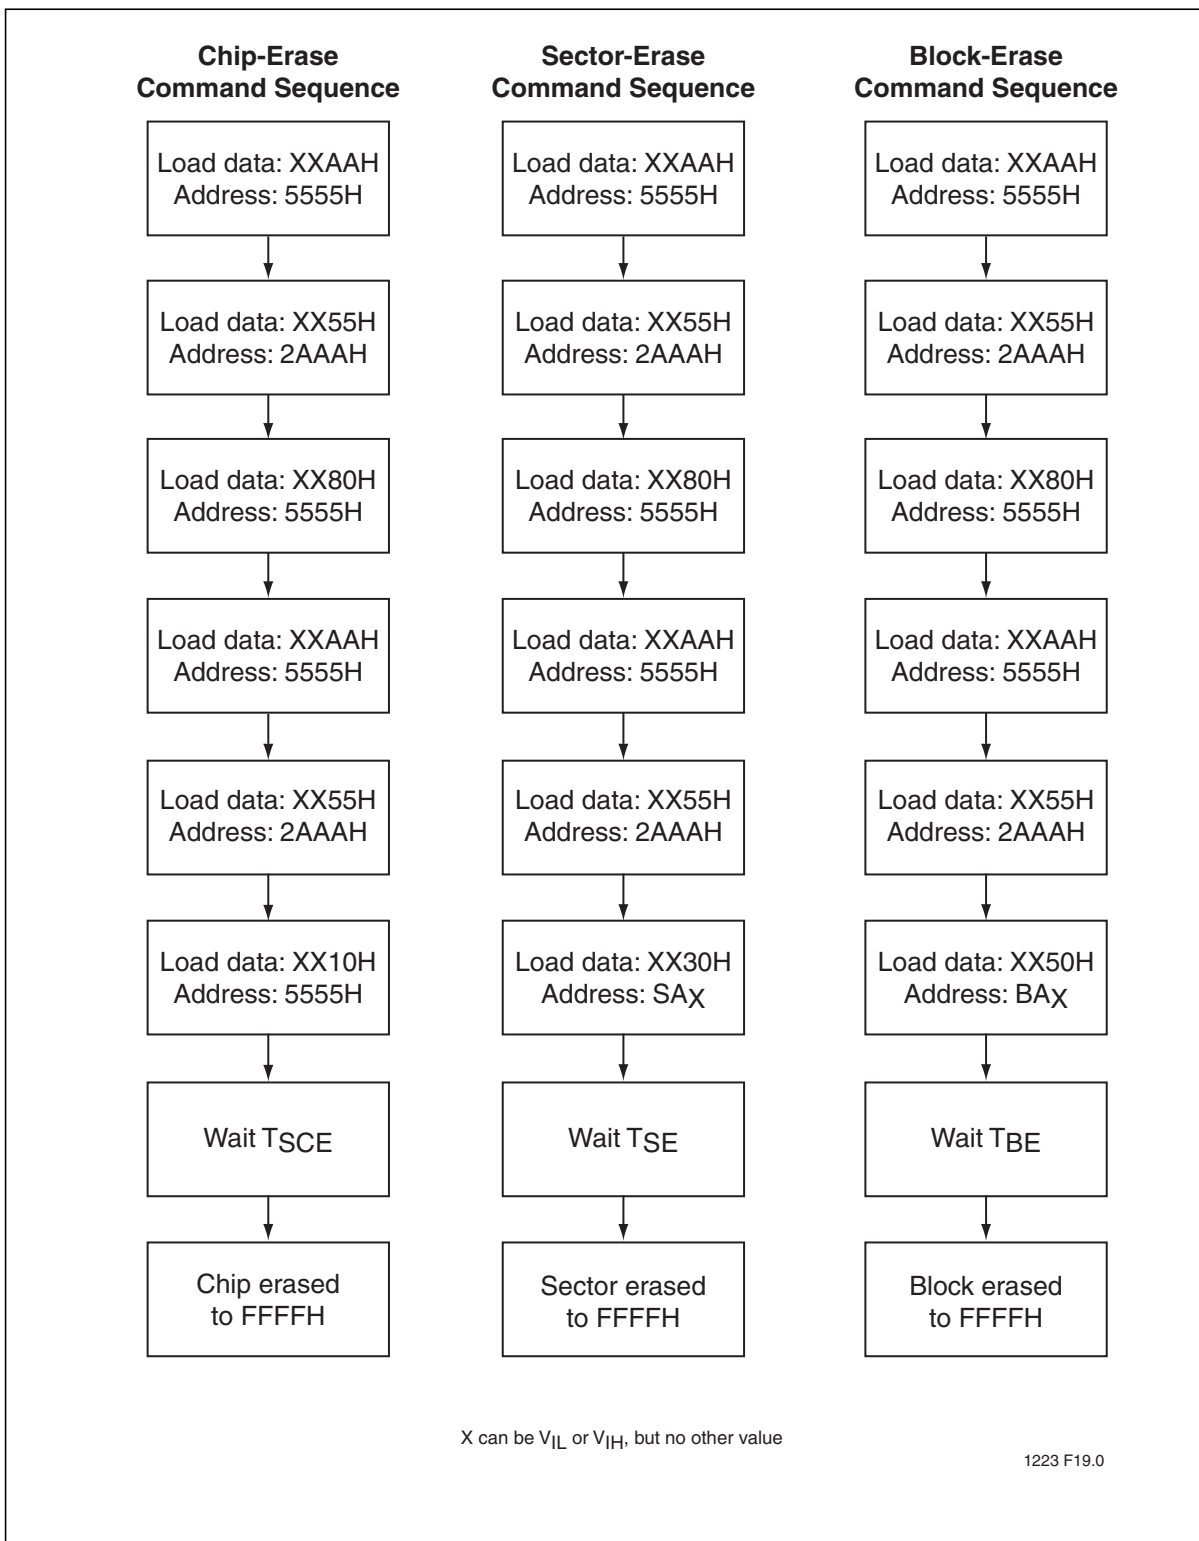 Chip-Erase
Command Sequence
Load data: XXAAH
Address: 5555H
Load data: XX55H
Address: 2AAAH
Load data: XX80H
Address: 5555H
Load data: XXAAH
Address: 5555H
Load data: XX55H
Address: 2AAAH
Load data: XX10H
Address: 5555H
Wait TSCE
Chip erased
to FFFFH
Sector-Erase
Command Sequence
Load data: XXAAH
Address: 5555H
Load data: XX55H
Address: 2AAAH
Load data: XX80H
Address: 5555H
Load data: XXAAH
Address: 5555H
Load data: XX55H
Address: 2AAAH
Load data: XX30H
Address: SAX
Wait TSE
Sector erased
to FFFFH
Block-Erase
Command Sequence
Load data: XXAAH
Address: 5555H
Load data: XX55H
Address: 2AAAH
Load data: XX80H
Address: 5555H
Load data: XXAAH
Address: 5555H
Load data: XX55H
Address: 2AAAH
Load data: XX50H
Address: BAX
Wait TBE
Block erased
to FFFFH
X can be VIL or VIH, but no other value
1223 F19.0